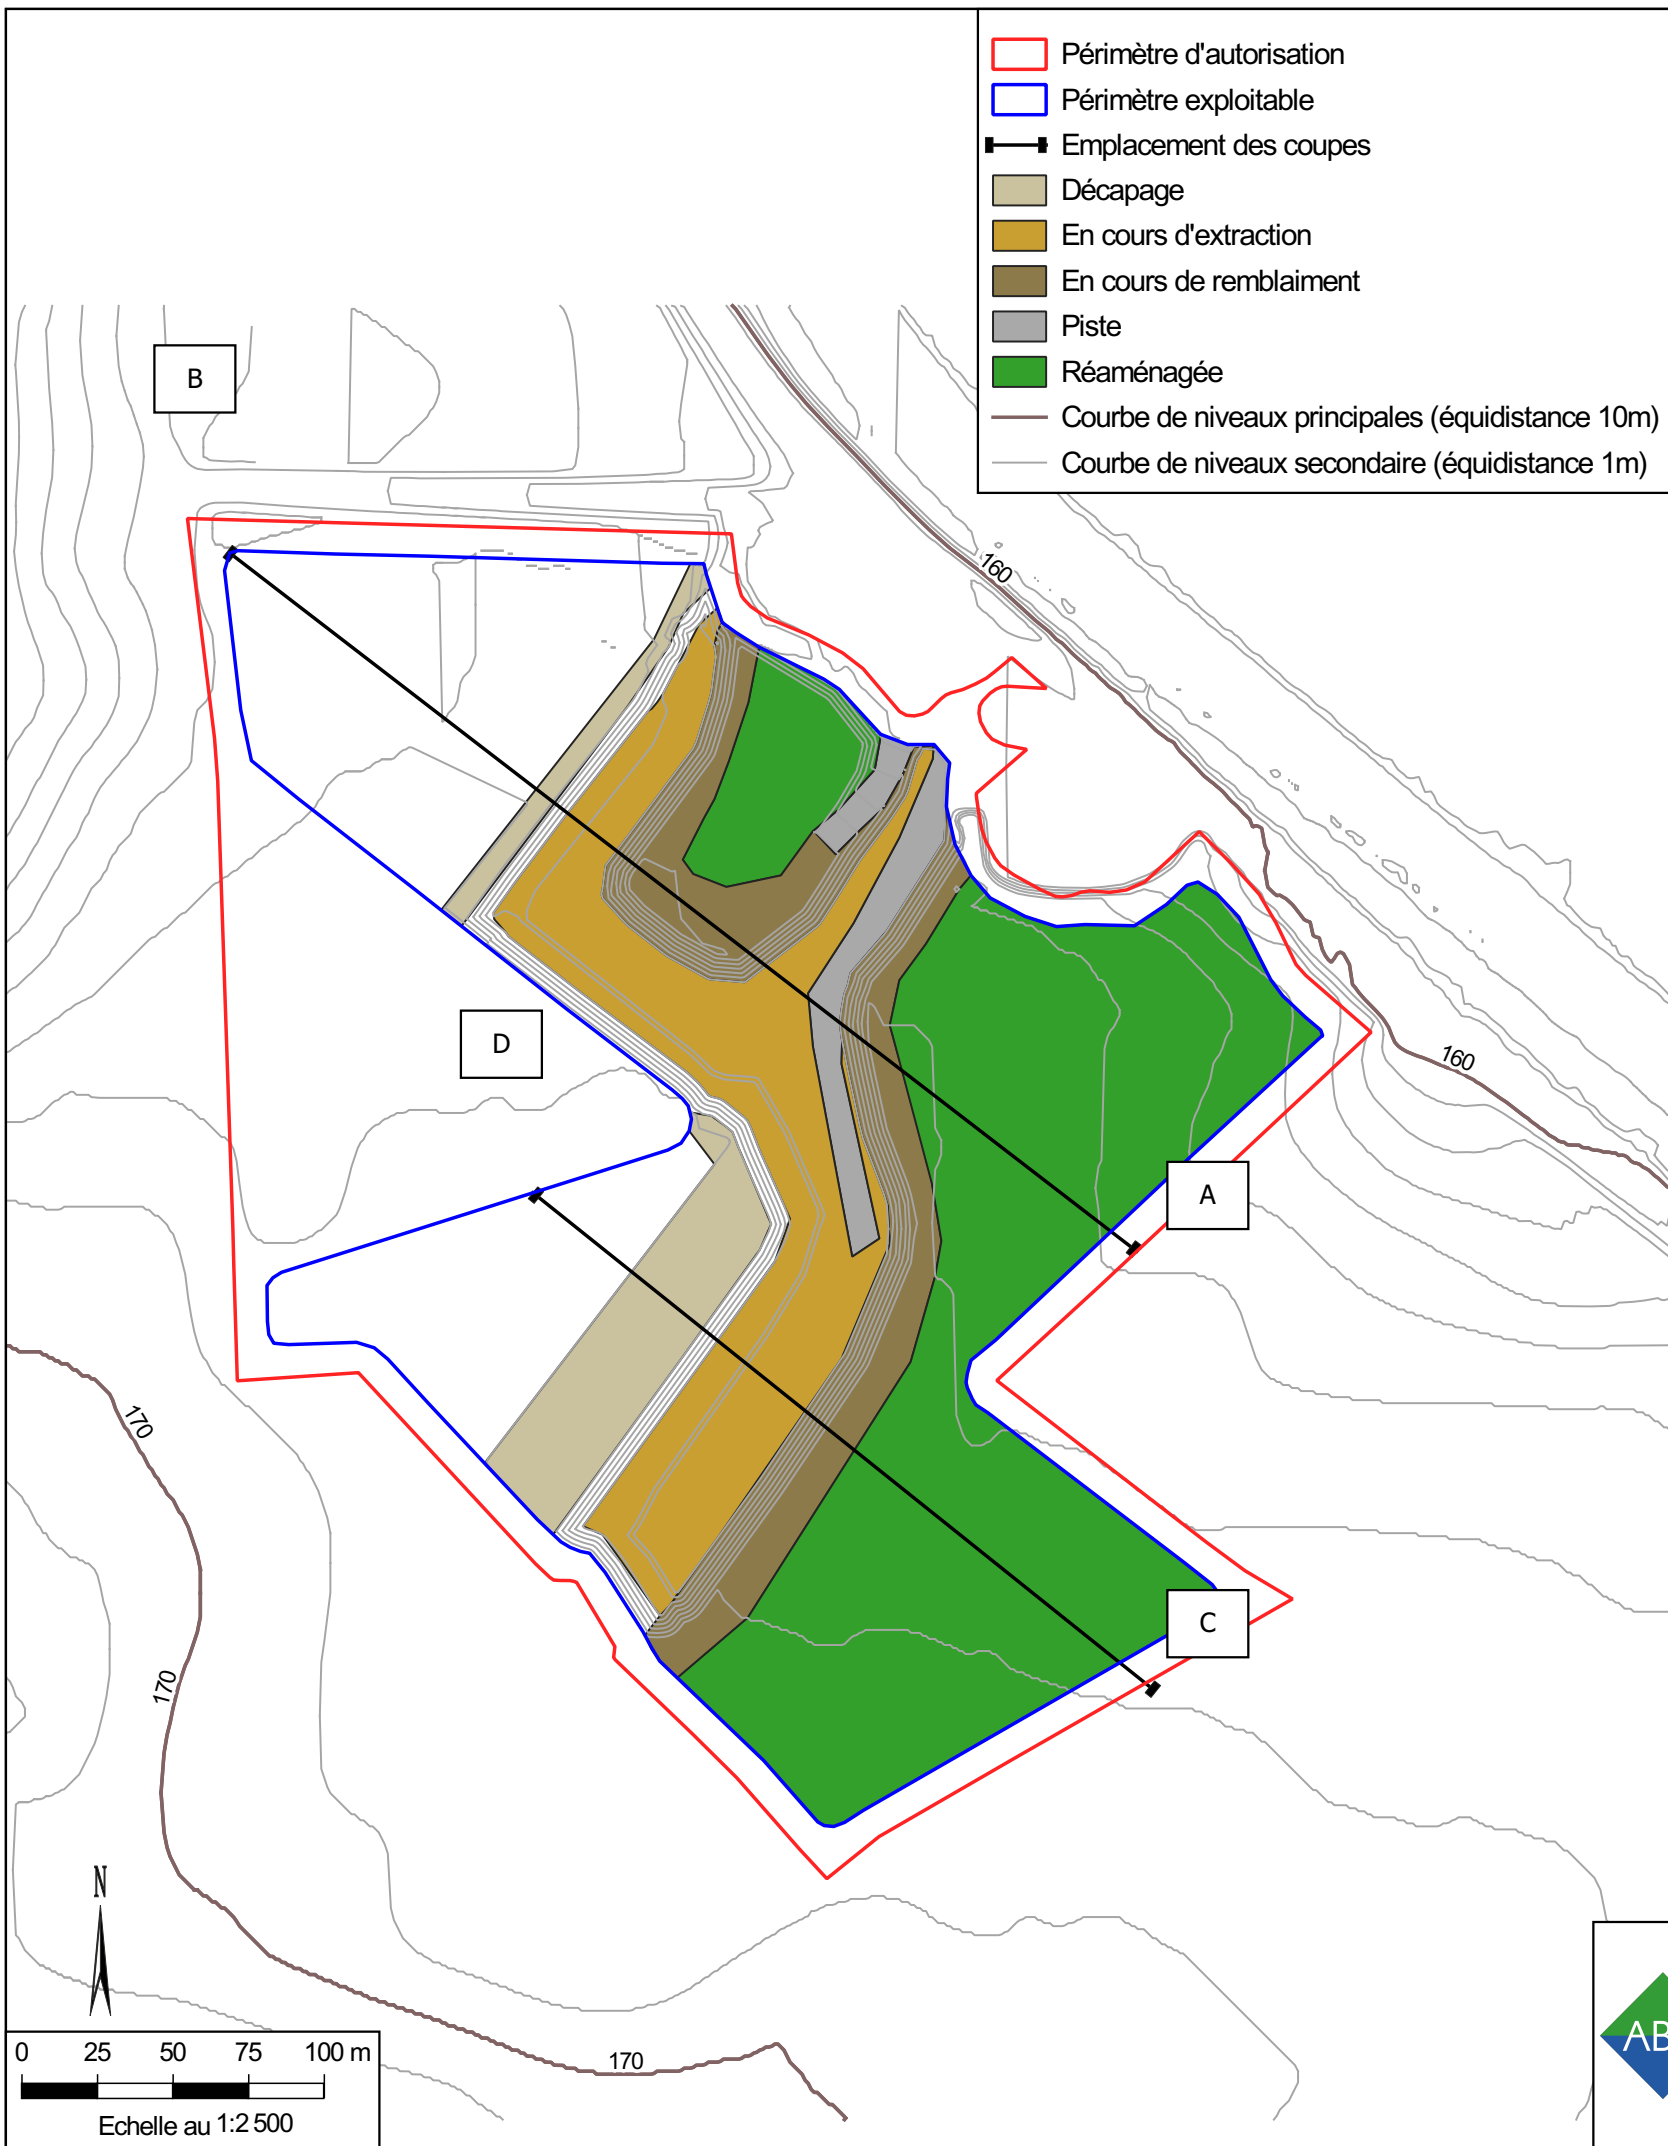 Périmètre d'autorisation
Périmètre exploitable
Emplacement des coupes
Décapage
En cours d'extraction
En cours de remblaiment
Piste
Réaménagée
Courbe de niveaux principales (équidistance 10m)
Courbe de niveaux secondaire (équidistance 1m)
B
160
D
160
A
170
C
170
N
AB
0 25 50 75 100 m
170
Echelle au 1:2 500